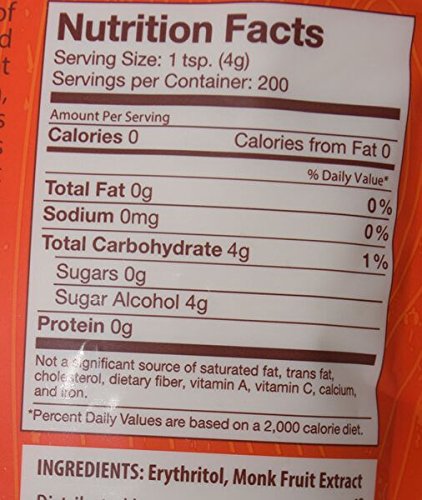 of
d
Nutrition Facts
Serving Size: 1 tsp. (4g)
Servings per Container: 200
Amount Per Serving
Calories 0 Calories from Fat 0
% Daily Value*
Total Fat 0g 0%
Sodium 0mg 0%
Total Carbohydrate 4g 1%
Sugars 0g
Sugar Alcohol 4g
Protein 0g
Not a significant source of saturated fat, trans fat,
cholesterol, dietary fiber, vitamin A, vitamin C, calcium,
and iron.
*Percent Daily Values are based on a 2,000 calorie diet.
INGREDIENTS: Erythritol, Monk Fruit Extract